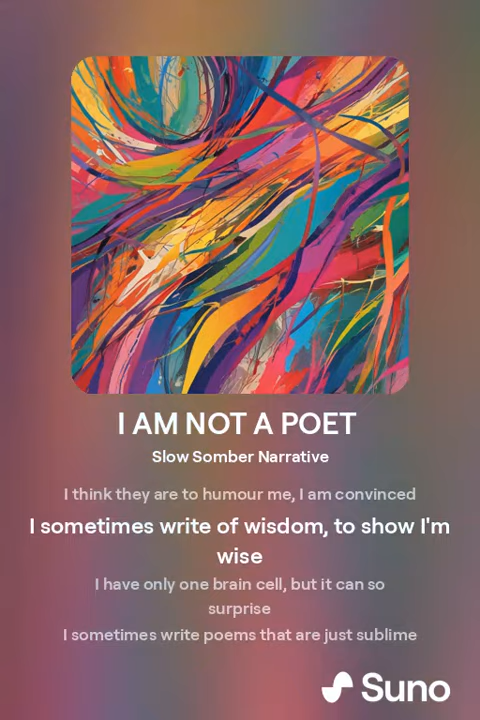 I AM NOT A POET
Slow Somber Narrative
I think they are to humour me, I am convinced
I sometimes write of wisdom, to show I'm
wise
I have only one brain cell, but it can so
surprise
I sometimes write poems that are just sublime
Suno